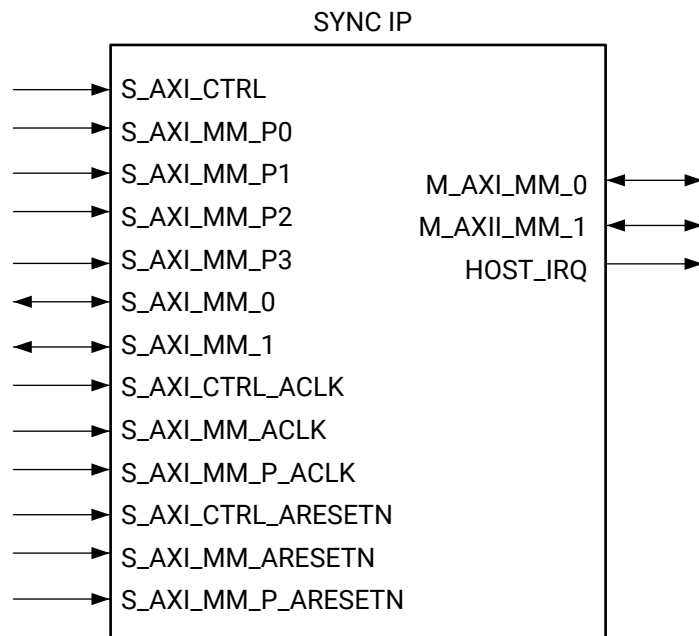 SYNC IP
S_AXI_CTRL
S_AXI_MM_P0
S_AXI_MM_P1
S_AXI_MM_P2
S_AXI_MM_P3
S_AXI_MM_0
S_AXI_MM_1
S_AXI_CTRL_ACLK
S_AXI_MM_ACLK
S_AXI_MM_P_ACLK
S_AXI_CTRL_ARESETN
S_AXI_MM_ARESETN
S_AXI_MM_P_ARESETN
M_AXI_MM_0
M_AXII_MM_1
HOST_IRQ